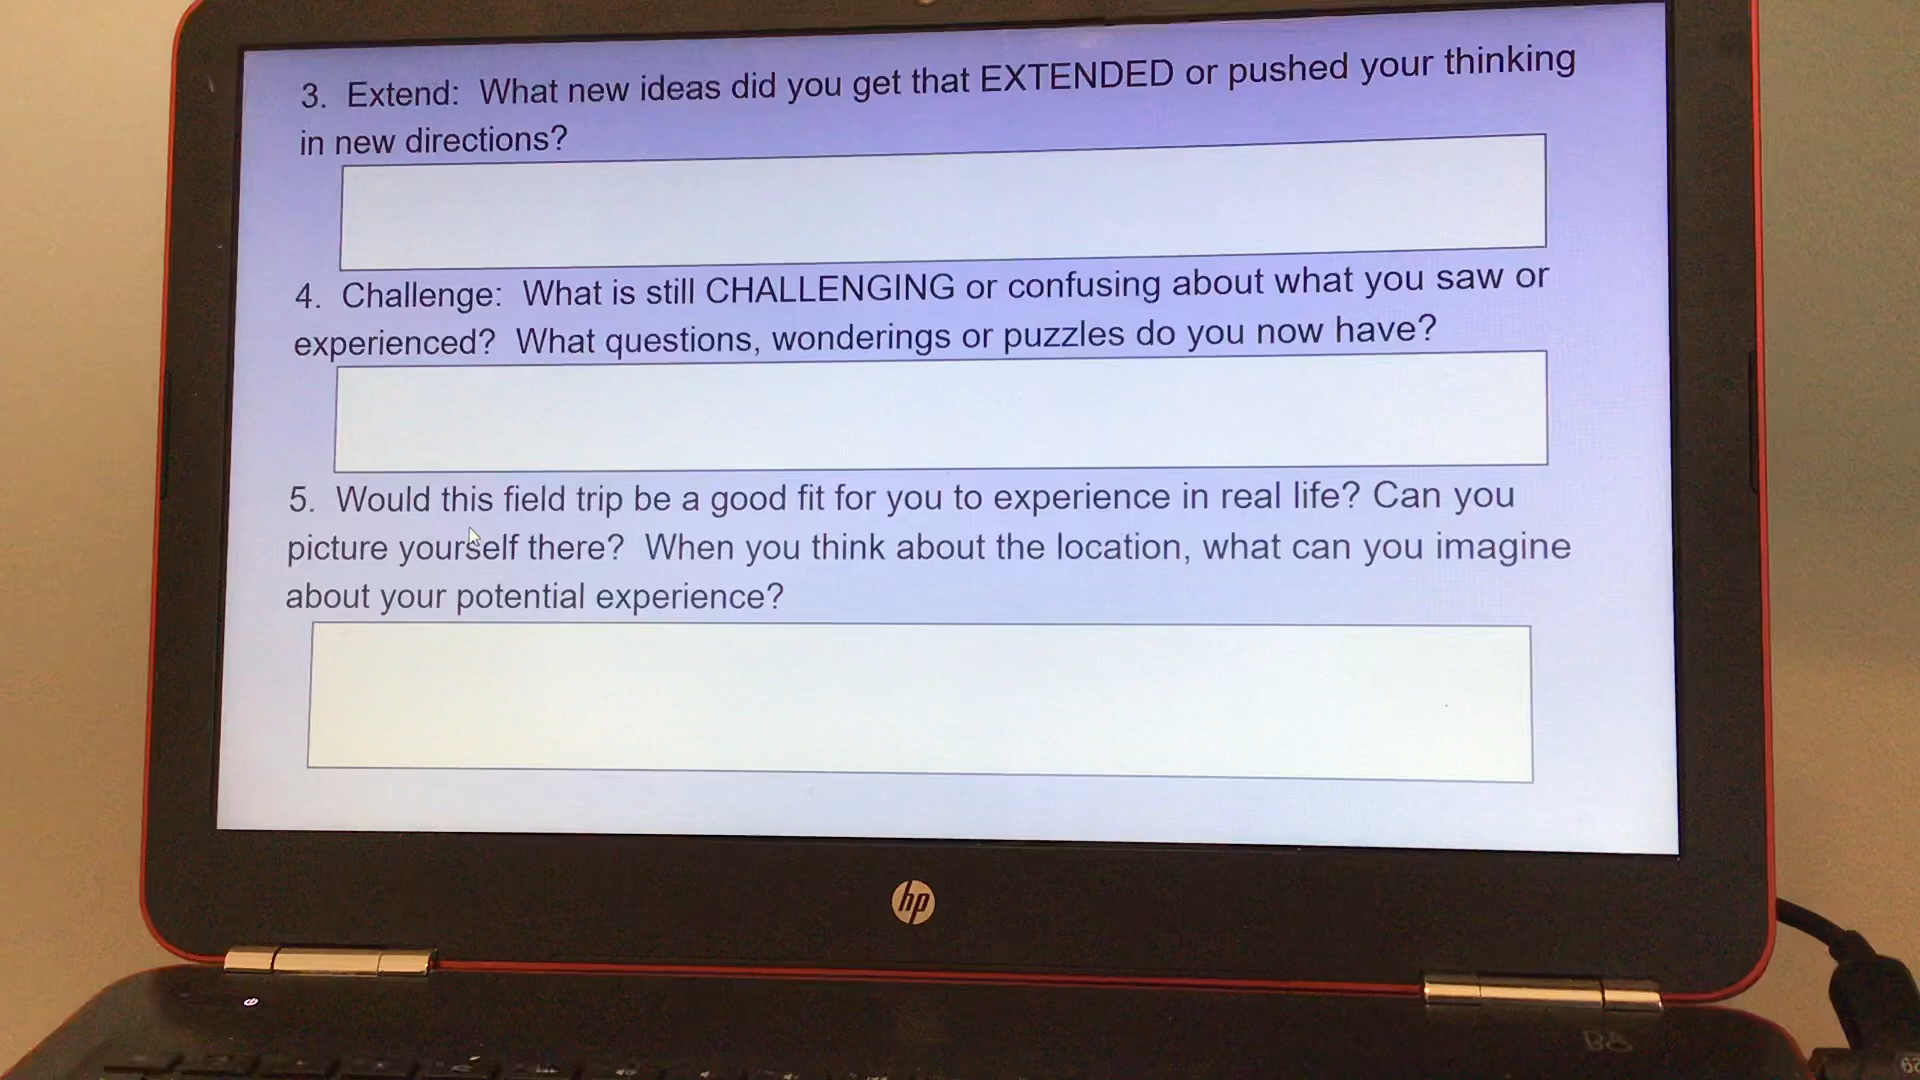 3. Extend: What new ideas did you get that EXTENDED or pushed your thinking
in new directions?
4. Challenge: What is still CHALLENGING or confusing about what you saw or
experienced? What questions, wonderings or puzzles do you now have?
5. Would this field trip be a good fit for you to experience in real life? Can you
picture yourself there? When you think about the location, what can you imagine
about your potential experience?
hp